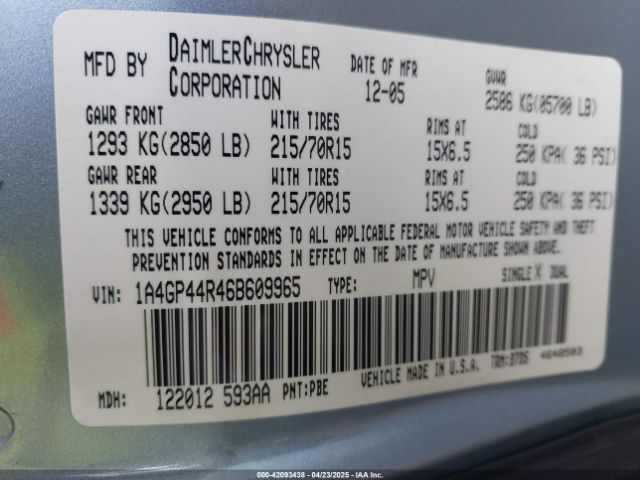 MFD BY DAIMLERCHRYSLER CORPORATION
DATE OF MFR 12-05
GVWR 2586 KG(05700 LB)
GAWR FRONT WITH TIRES RIMS AT COLD
1293 KG(2850 LB) 215/70R15 15X6.5 250 KPA( 36 PSI)
GAWR REAR WITH TIRES RIMS AT COLD
1339 KG(2950 LB) 215/70R15 15X6.5 250 KPA( 36 PSI)
THIS VEHICLE CONFORMS TO ALL APPLICABLE FEDERAL MOTOR VEHICLE SAFETY AND THEFT
PREVENTION STANDARDS IN EFFECT ON THE DATE OF MANUFACTURE SHOWN ABOVE.
VIN: 1A4GP44R46B609965 TYPE: MPV SINGLE X DUAL
MDH: 122012 593AA PNT:PBE VEHICLE MADE IN U.S.A. TRM:BTD5 4648503
000-42093438 - 04/23/2025 - IAA Inc.